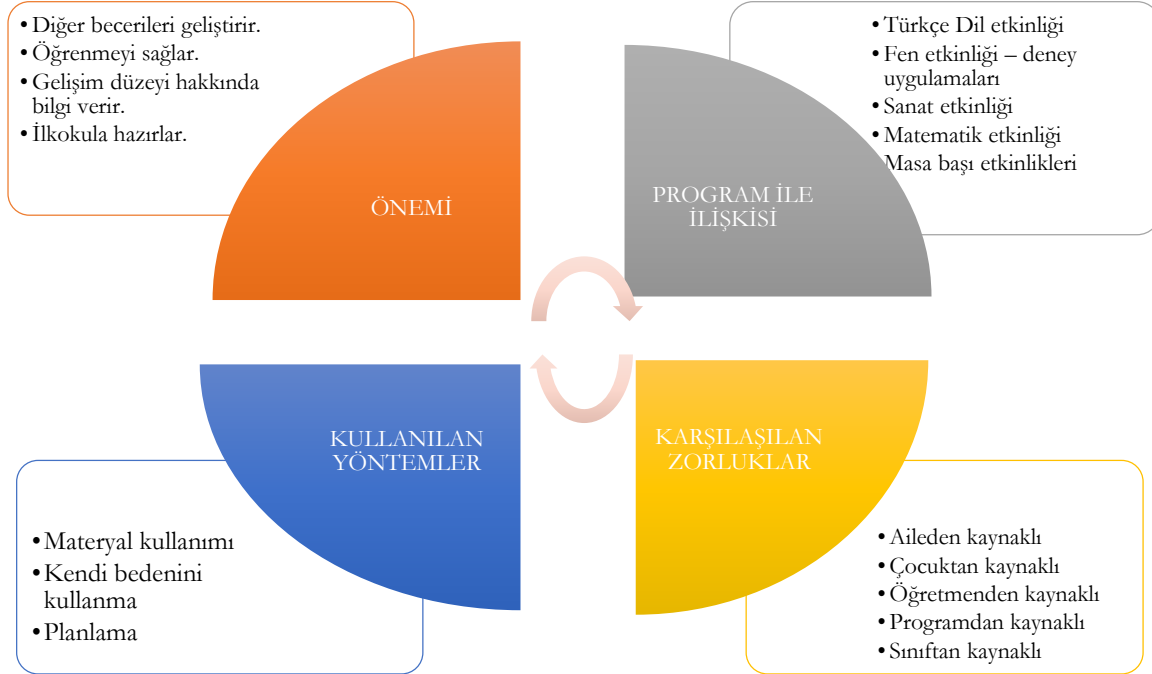 • Diğer becerileri geliştirir.
• Öğrenmeyi sağlar.
• Gelişim düzeyi hakkında
bilgi verir.
• İlkokula hazırlar.
ÖNEMİ
• Türkçe Dil etkinliği
• Fen etkinliği – deney
uygulamaları
• Sanat etkinliği
• Matematik etkinliği
Masa başı etkinlikleri
PROGRAM İLE
İLİŞKİSİ
KULLANILAN
YÖNTEMLER
• Materyal kullanımı
• Kendi bedenini
kullanma
• Planlama
KARŞILAŞILAN
ZORLUKLAR
• Aileden kaynaklı
• Çocuktan kaynaklı
• Öğretmenden kaynaklı
• Programdan kaynaklı
• Sınıftan kaynaklı